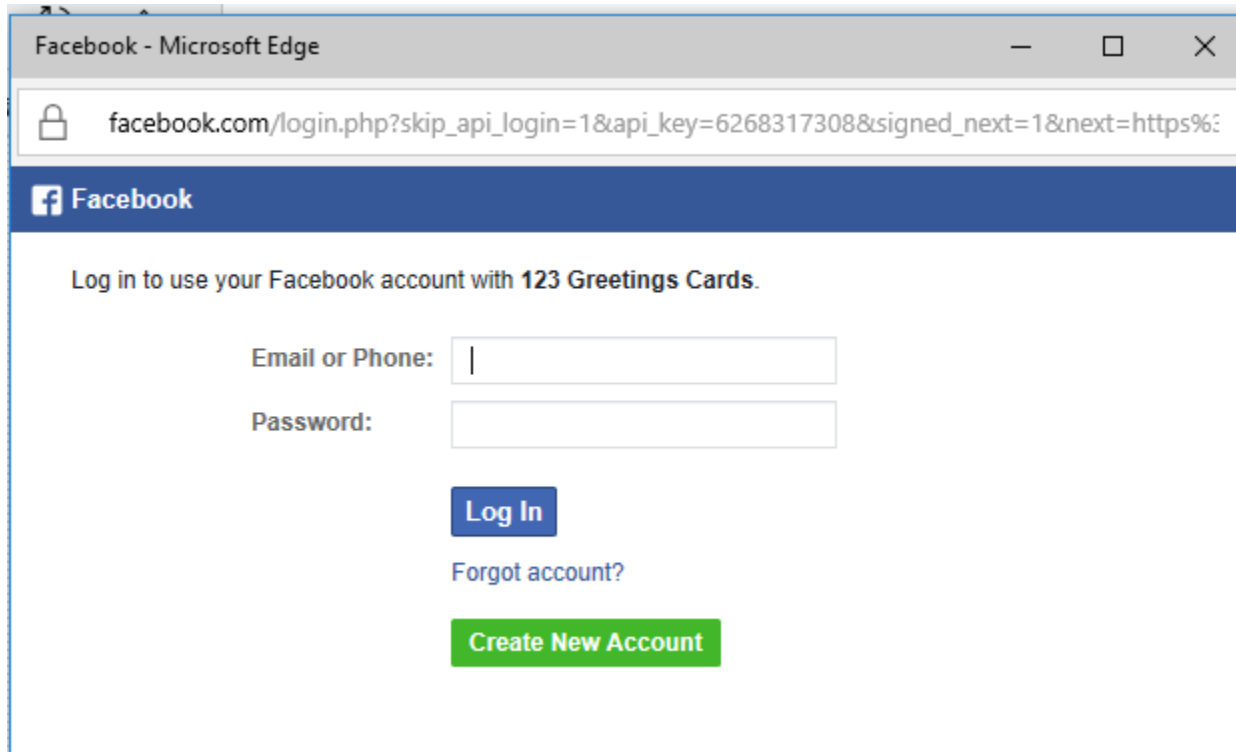 Facebook - Microsoft Edge
facebook.com/login.php?skip_api_login=1&api_key=6268317308&signed_next=1&next=https%3
Facebook
Log in to use your Facebook account with 123 Greetings Cards.
Email or Phone:
Password:
Log In
Forgot account?
Create New Account